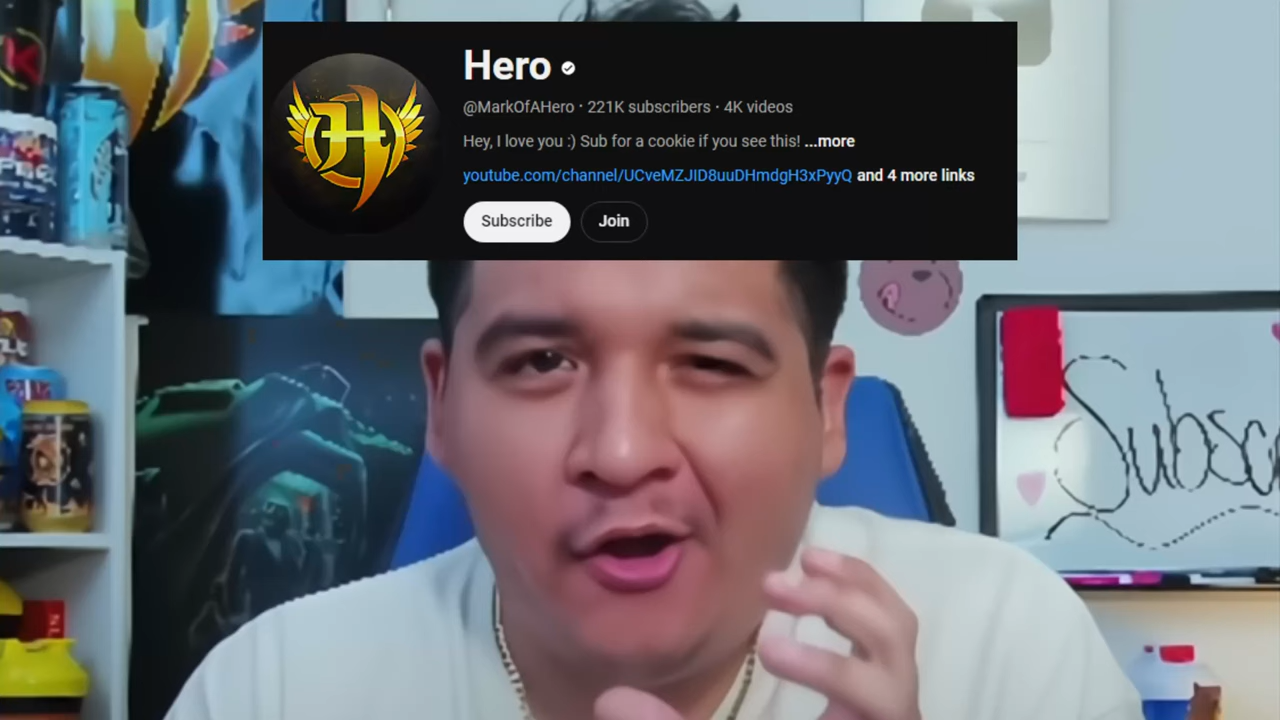 Hero
@MarkOfAHero · 221K subscribers · 4K videos
Hey, I love you :) Sub for a cookie if you see this! ...more
youtube.com/channel/UCveMZJID8uuDHmdgH3xPyyQ and 4 more links
Subscribe Join
Subsc